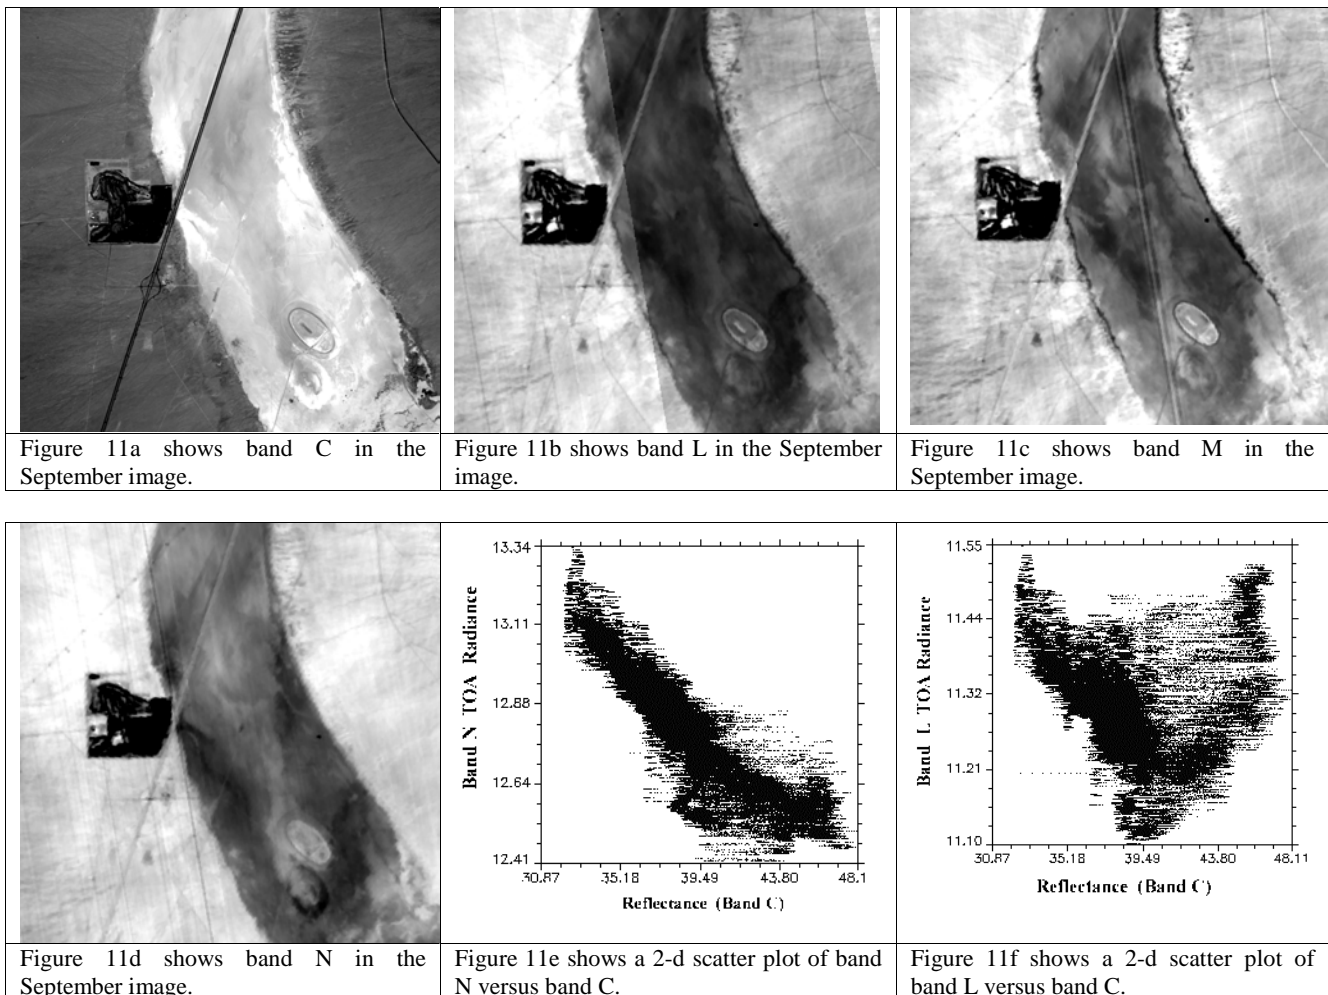 Figure 11a shows band C in the
September image.
Figure 11b shows band L in the September
image.
Figure 11c shows band M in the
September image.
13.34
13.11
12.88
12.64
12.41
Band N TOA Radiance
30.87 35.18 39.49 43.80 48.1
Reflectance (Band C)
11.55
11.44
11.32
11.21
11.10
Band L TOA Radiance
30.87 35.18 39.49 43.80 48.11
Reflectance (Band C)
Figure 11d shows band N in the
September image.
Figure 11e shows a 2-d scatter plot of band
N versus band C.
Figure 11f shows a 2-d scatter plot of
band L versus band C.